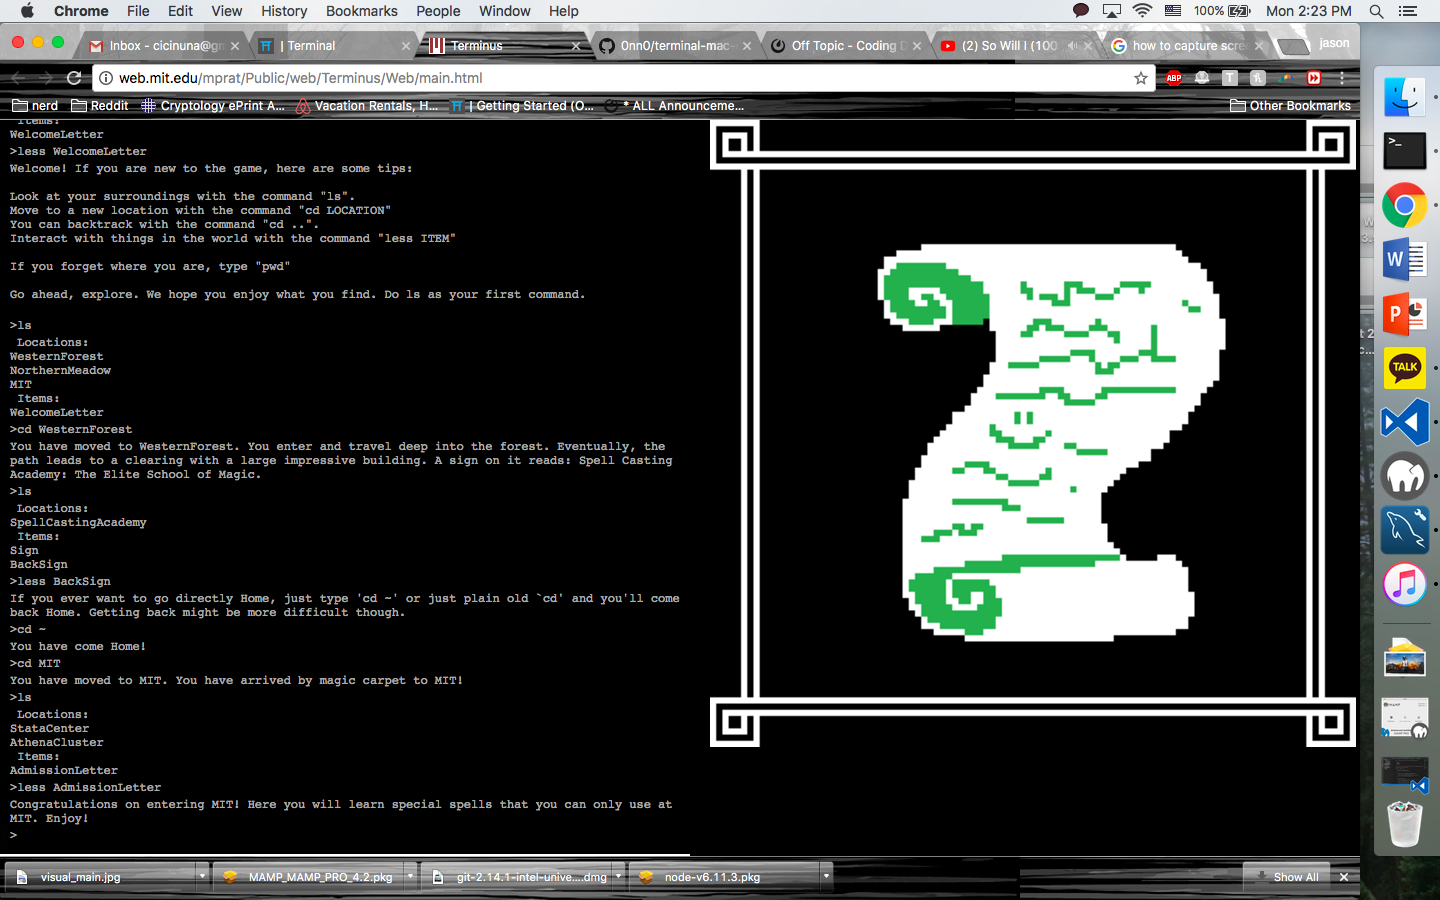 Chrome File Edit View History Bookmarks People Window Help 100% Mon 2:23 PM
Inbox - cicinuna@gm
| Terminal
Terminus
0nn0/terminal-mac-
Off Topic - Coding D
(2) So Will I (100
how to capture scre
jason
web.mit.edu/mprat/Public/web/Terminus/Web/main.html
ABP
T
nerd Reddit Cryptology ePrint A... Vacation Rentals, H... | Getting Started (O... * ALL Announceme... Other Bookmarks
Items:
WelcomeLetter
>less WelcomeLetter
Welcome! If you are new to the game, here are some tips:
Look at your surroundings with the command "ls".
Move to a new location with the command "cd LOCATION"
You can backtrack with the command "cd ..".
Interact with things in the world with the command "less ITEM"
If you forget where you are, type "pwd"
Go ahead, explore. We hope you enjoy what you find. Do ls as your first command.
>ls
Locations:
WesternForest
NorthernMeadow
MIT
Items:
WelcomeLetter
>cd WesternForest
You have moved to WesternForest. You enter and travel deep into the forest. Eventually, the
path leads to a clearing with a large impressive building. A sign on it reads: Spell Casting
Academy: The Elite School of Magic.
>ls
Locations:
SpellCastingAcademy
Items:
Sign
BackSign
>less BackSign
If you ever want to go directly Home, just type 'cd ~' or just plain old `cd' and you'll come
back Home. Getting back might be more difficult though.
>cd ~
You have come Home!
>cd MIT
You have moved to MIT. You have arrived by magic carpet to MIT!
>ls
Locations:
StataCenter
AthenaCluster
Items:
AdmissionLetter
>less AdmissionLetter
Congratulations on entering MIT! Here you will learn special spells that you can only use at
MIT. Enjoy!
>
>_
W
P
TALK
visual_main.jpg
MAMP_MAMP_PRO_4.2.pkg
git-2.14.1-intel-unive....dmg
node-v6.11.3.pkg
Show All